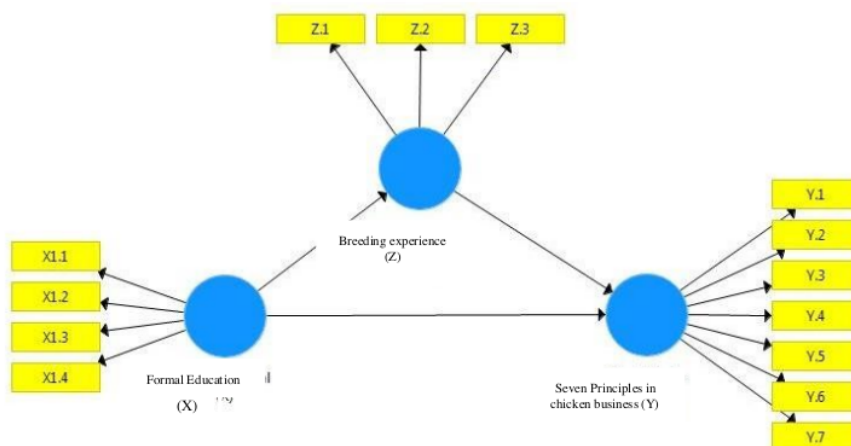 Z.1
Z.2
Z.3
Breeding experience
(Z)
X1.1
X1.2
X1.3
X1.4
Formal Education
(X)
Y.1
Y.2
Y.3
Y.4
Y.5
Y.6
Y.7
Seven Principles in
chicken business (Y)